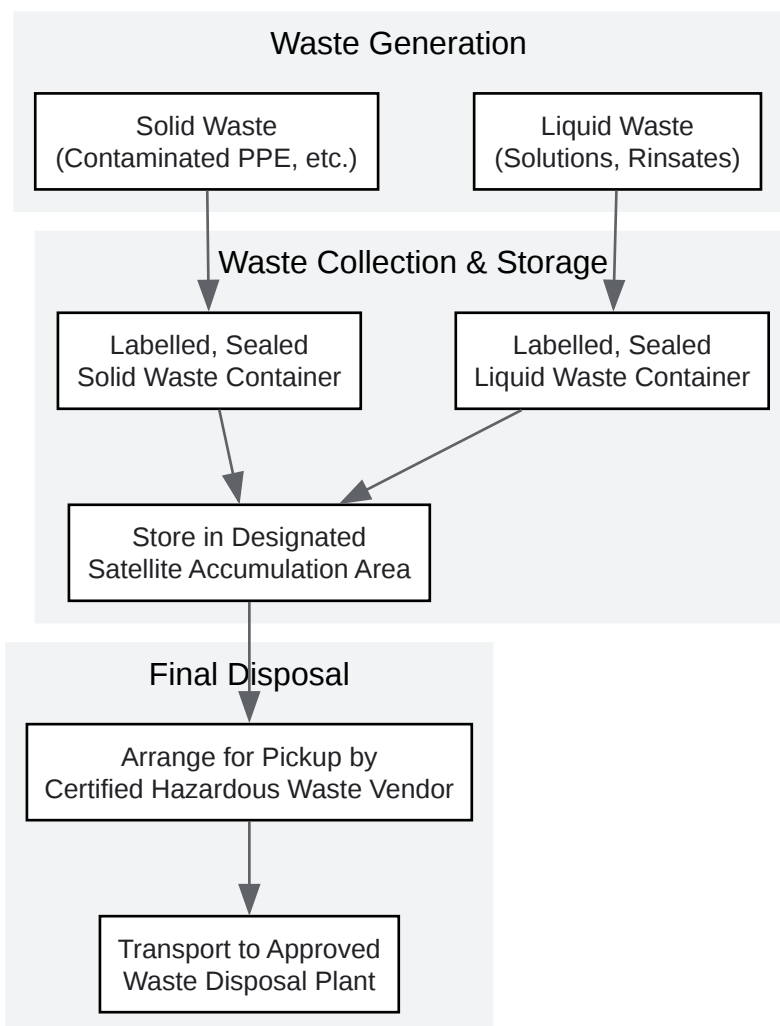 Waste Generation
Solid Waste
(Contaminated PPE, etc.)
Liquid Waste
(Solutions, Rinsates)
Waste Collection & Storage
Labelled, Sealed
Solid Waste Container
Labelled, Sealed
Liquid Waste Container
Store in Designated
Satellite Accumulation Area
Final Disposal
Arrange for Pickup by
Certified Hazardous Waste Vendor
Transport to Approved
Waste Disposal Plant